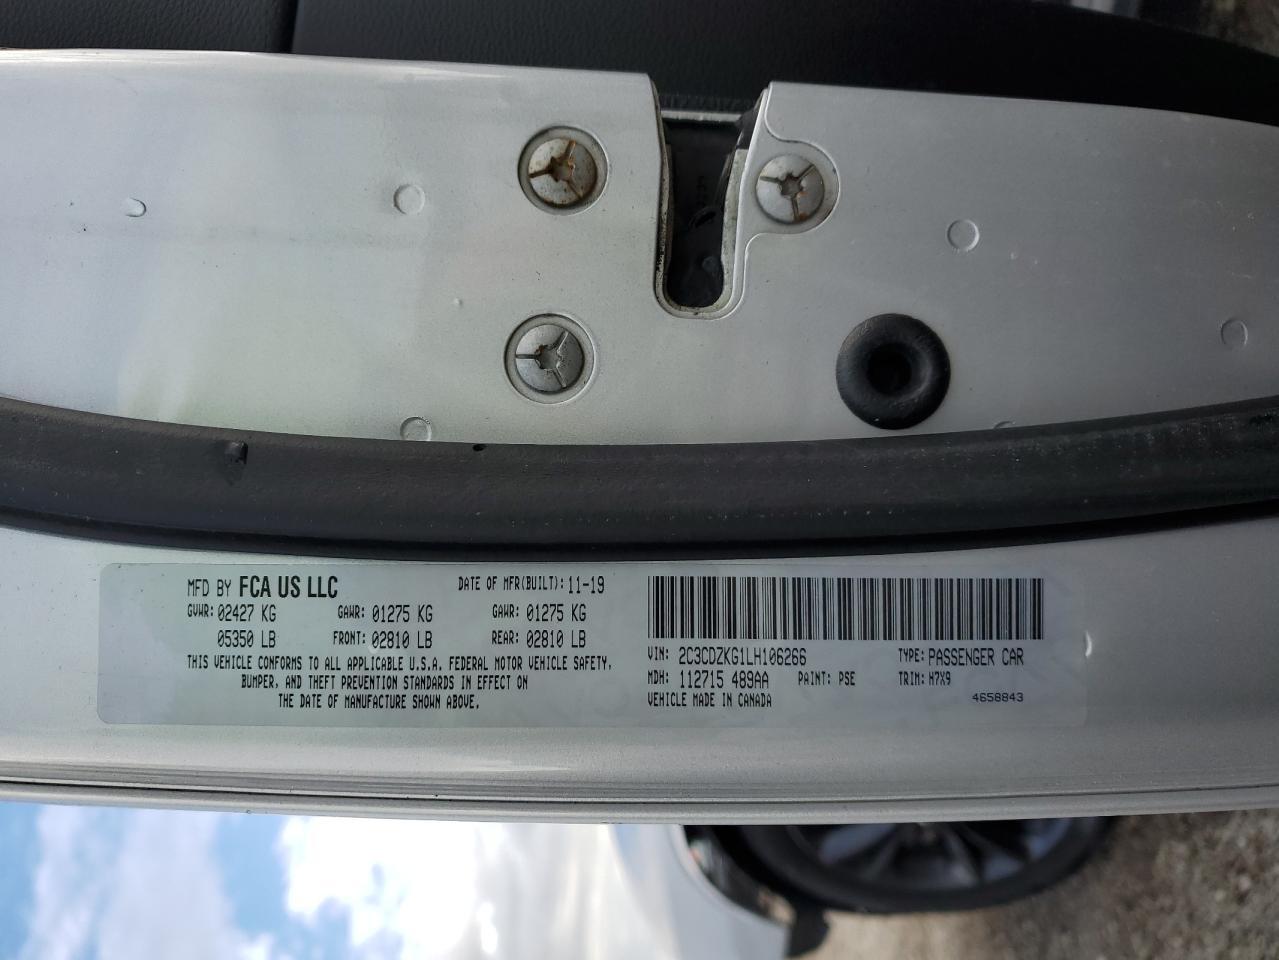 MFD BY FCA US LLC DATE OF MFR(BUILT): 11-19
GVWR: 02427 KG GAWR: 01275 KG GAWR: 01275 KG
05350 LB FRONT: 02810 LB REAR: 02810 LB
THIS VEHICLE CONFORMS TO ALL APPLICABLE U.S.A. FEDERAL MOTOR VEHICLE SAFETY,
BUMPER, AND THEFT PREVENTION STANDARDS IN EFFECT ON
THE DATE OF MANUFACTURE SHOWN ABOVE.
VIN: 2C3CDZKG1LH106266 TYPE: PASSENGER CAR
MDH: 112715 489AA PAINT: PSE TRIM: H7X9
VEHICLE MADE IN CANADA 4658843